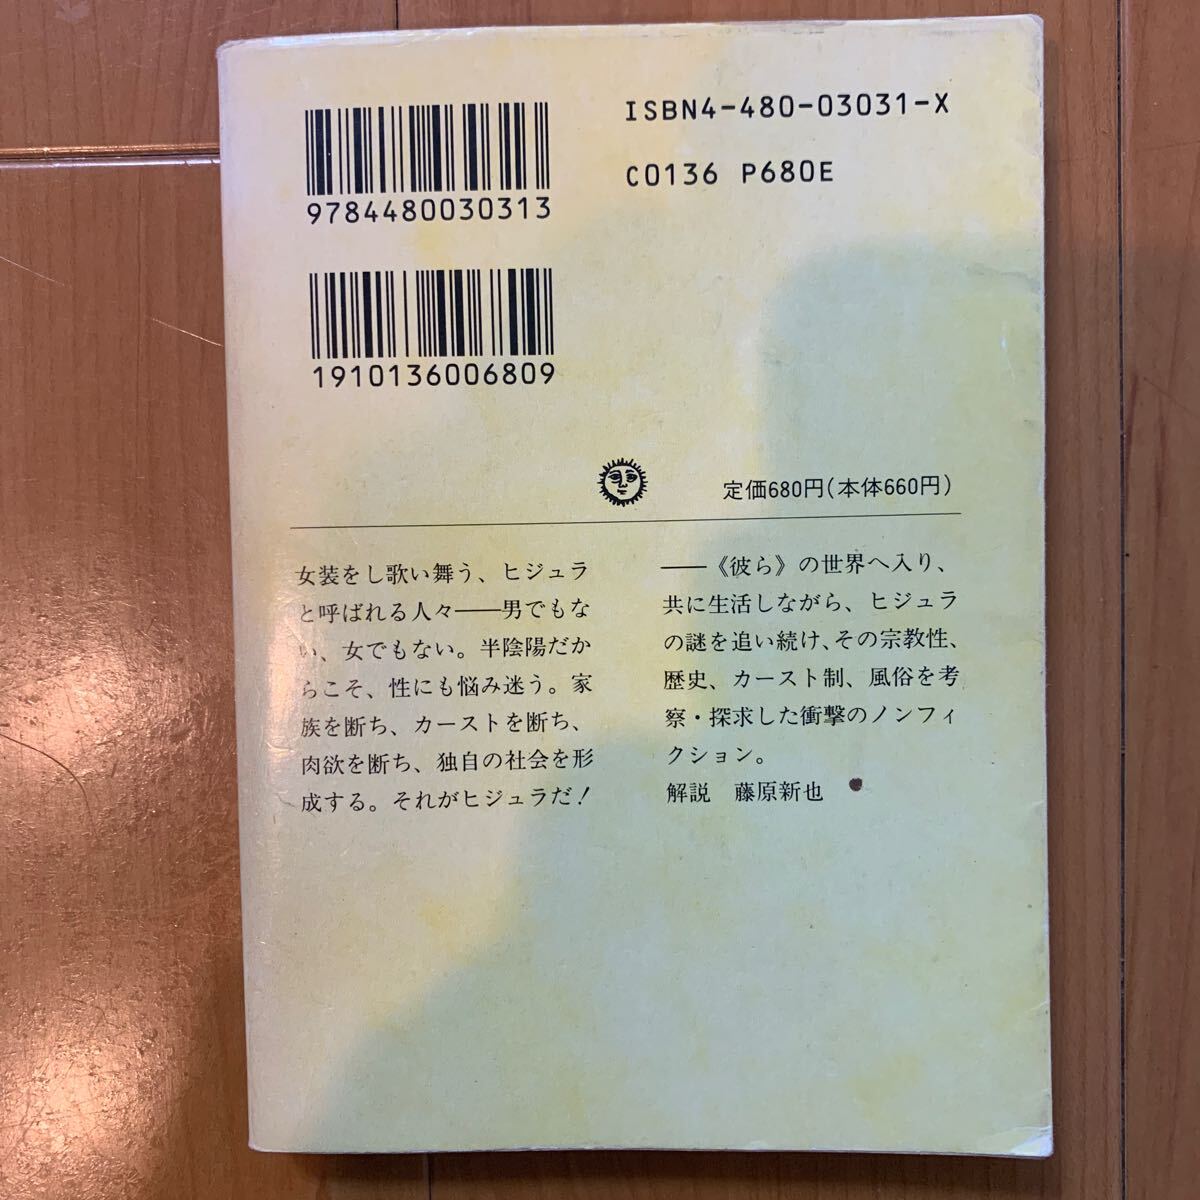 ISBN4-480-03031-X
9784480030313
C0136 P680E
1910136006809
定価680円(本体660円)
女装をし歌い舞う、ヒジュラ
と呼ばれる人々――男でもな
い、女でもない。半陰陽だか
らこそ、性にも悩み迷う。家
族を断ち、カーストを断ち、
肉欲を断ち、独自の社会を形
成する。それがヒジュラだ!
――《彼ら》の世界へ入り、
共に生活しながら、ヒジュラ
の謎を追い続け、その宗教性、
歴史、カースト制、風俗を考
察・探求した衝撃のノンフィ
クション。
解説 藤原新也